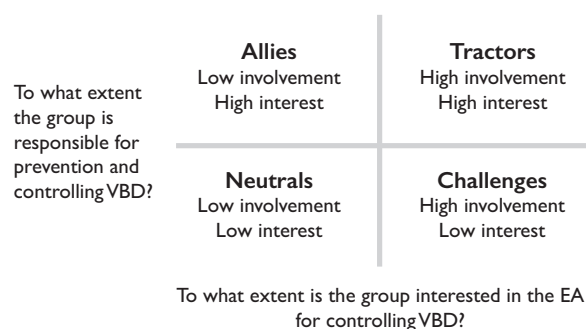 To what extent
the group is
responsible for
prevention and
controlling VBD?
Allies
Low involvement
High interest
Tractors
High involvement
High interest
Neutrals
Low involvement
Low interest
Challenges
High involvement
Low interest
To what extent is the group interested in the EA
for controlling VBD?